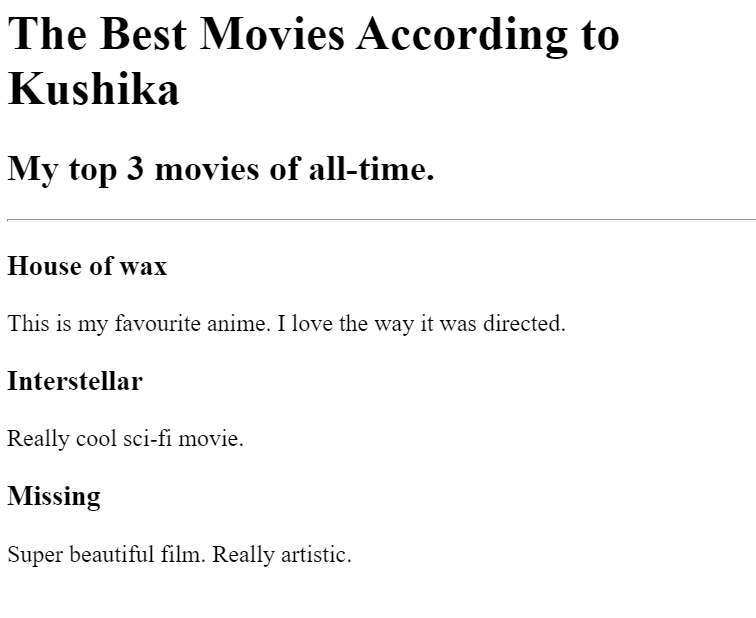 The Best Movies According to
Kushika
My top 3 movies of all-time.
House of wax
This is my favourite anime. I love the way it was directed.
Interstellar
Really cool sci-fi movie.
Missing
Super beautiful film. Really artistic.